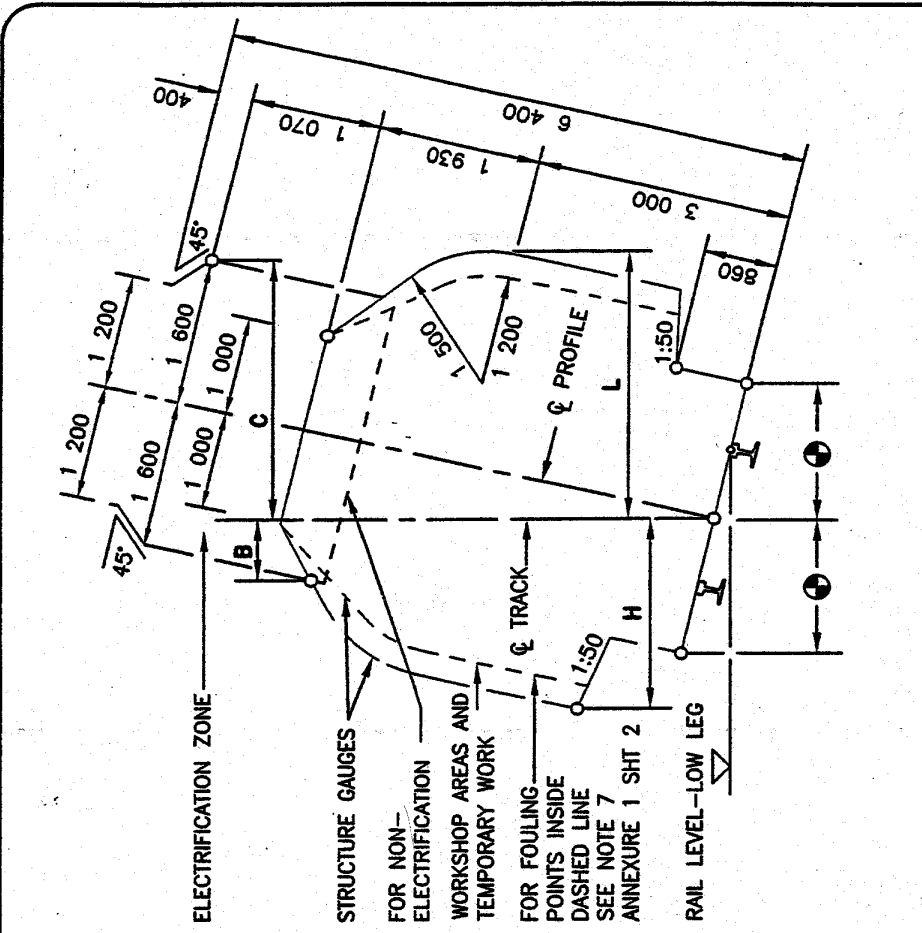 400
6 400
1 070
1 930
3 000
860
45°
1 200
1 200
1 600
1 600
1 000
1 000
45°
C
B
1 500
1 200
℄ PROFILE
L
1:50
℄ TRACK
H
1:50
ELECTRIFICATION ZONE
STRUCTURE GAUGES
FOR NON-
ELECTRIFICATION
WORKSHOP AREAS AND
TEMPORARY WORK
FOR FOULING
POINTS INSIDE
DASHED LINE
SEE NOTE 7
ANNEXURE 1 SHT 2
RAIL LEVEL-LOW LEG